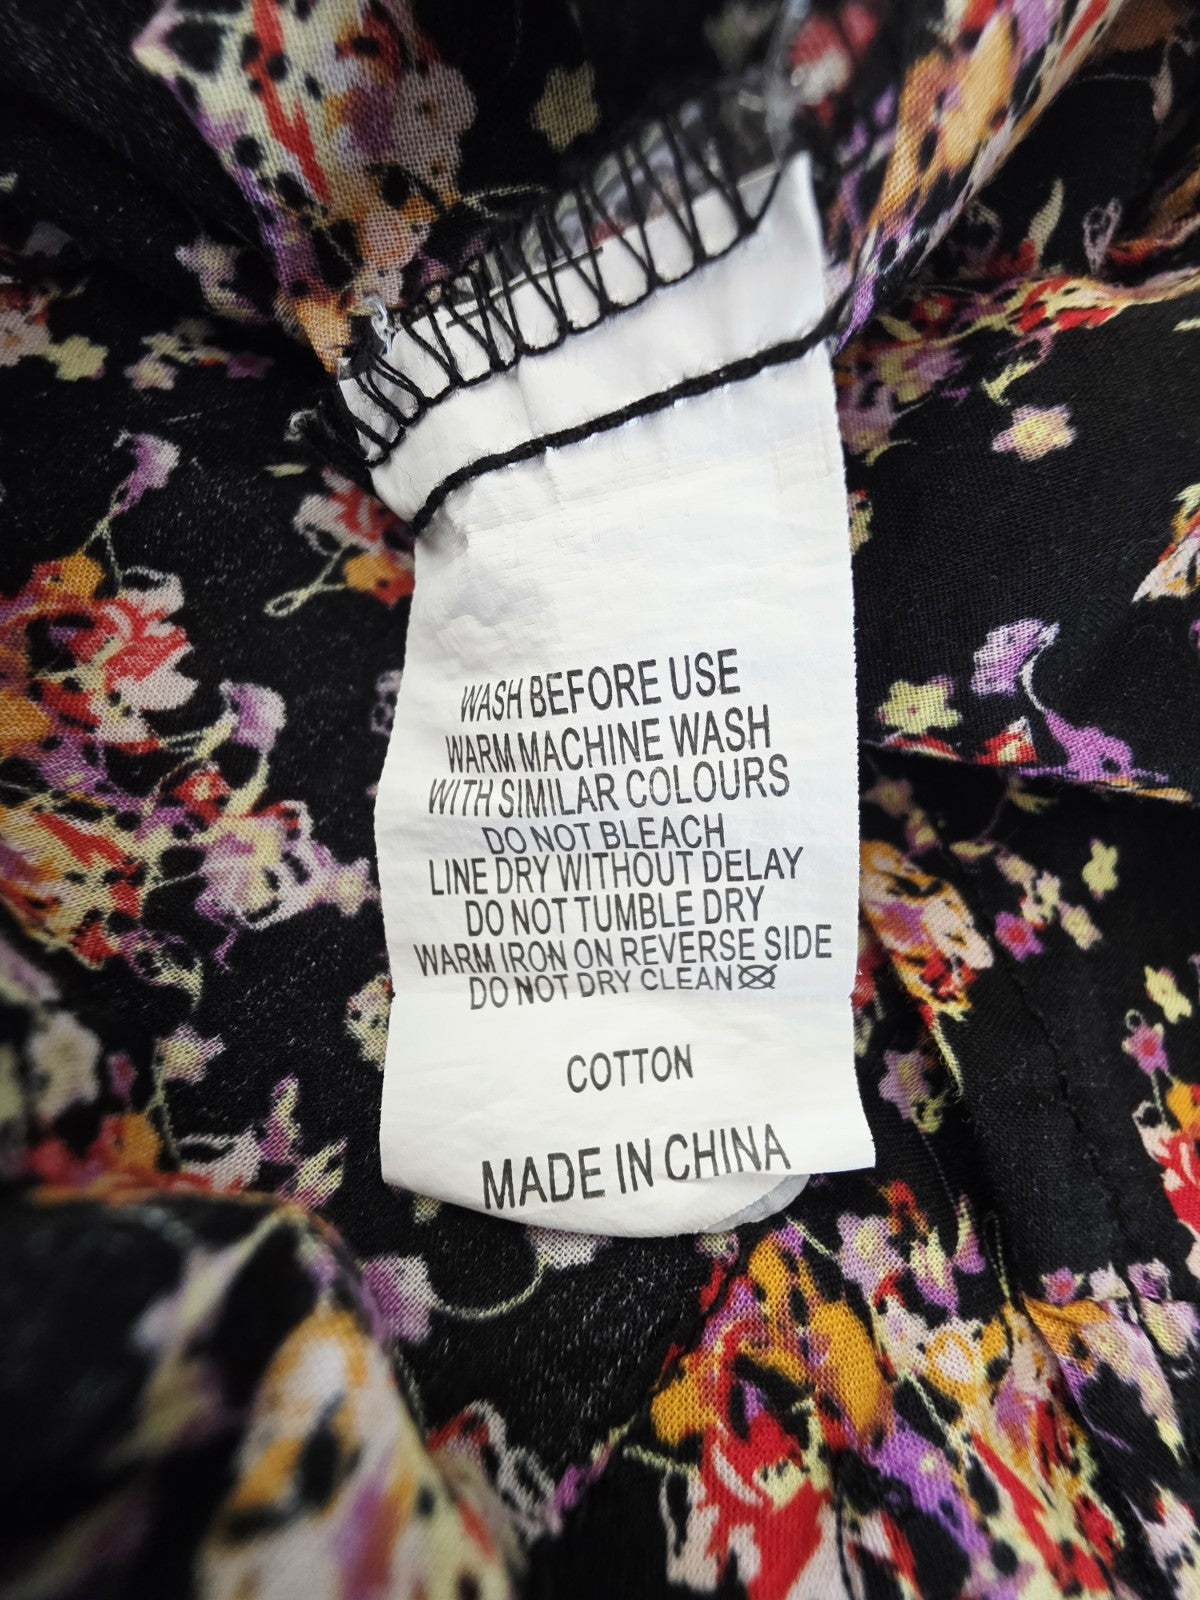 WASH BEFORE USE
WARM MACHINE WASH
WITH SIMILAR COLOURS
DO NOT BLEACH
LINE DRY WITHOUT DELAY
DO NOT TUMBLE DRY
WARM IRON ON REVERSE SIDE
DO NOT DRY CLEAN
COTTON
MADE IN CHINA